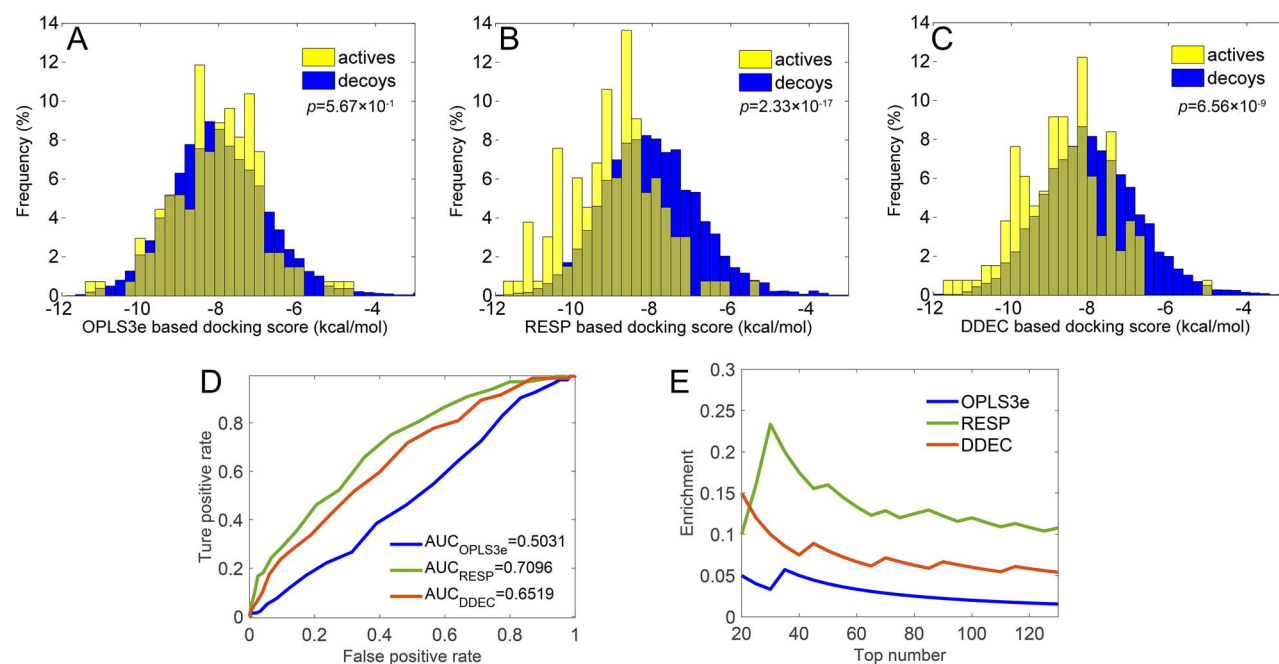 A
14
12
10
8
6
4
2
0
Frequency (%)
actives
decoys
p=5.67×10⁻¹
-12 -10 -8 -6 -4
OPLS3e based docking score (kcal/mol)
B
14
12
10
8
6
4
2
0
Frequency (%)
actives
decoys
p=2.33×10⁻¹⁷
-12 -10 -8 -6 -4
RESP based docking score (kcal/mol)
C
14
12
10
8
6
4
2
0
Frequency (%)
actives
decoys
p=6.56×10⁻⁹
-12 -10 -8 -6 -4
DDEC based docking score (kcal/mol)
D
0.8
0.6
0.4
0.2
0
Ture positive rate
AUC_OPLS3e=0.5031
AUC_RESP=0.7096
AUC_DDEC=0.6519
0 0.2 0.4 0.6 0.8 1
False positive rate
E
0.3
0.25
0.2
0.15
0.1
0.05
0
Enrichment
OPLS3e
RESP
DDEC
20 40 60 80 100 120
Top number